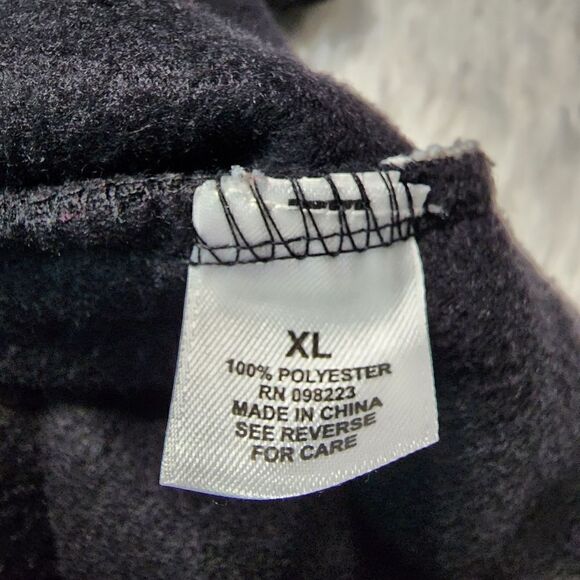 XL
100% POLYESTER
RN 098223
MADE IN CHINA
SEE REVERSE
FOR CARE